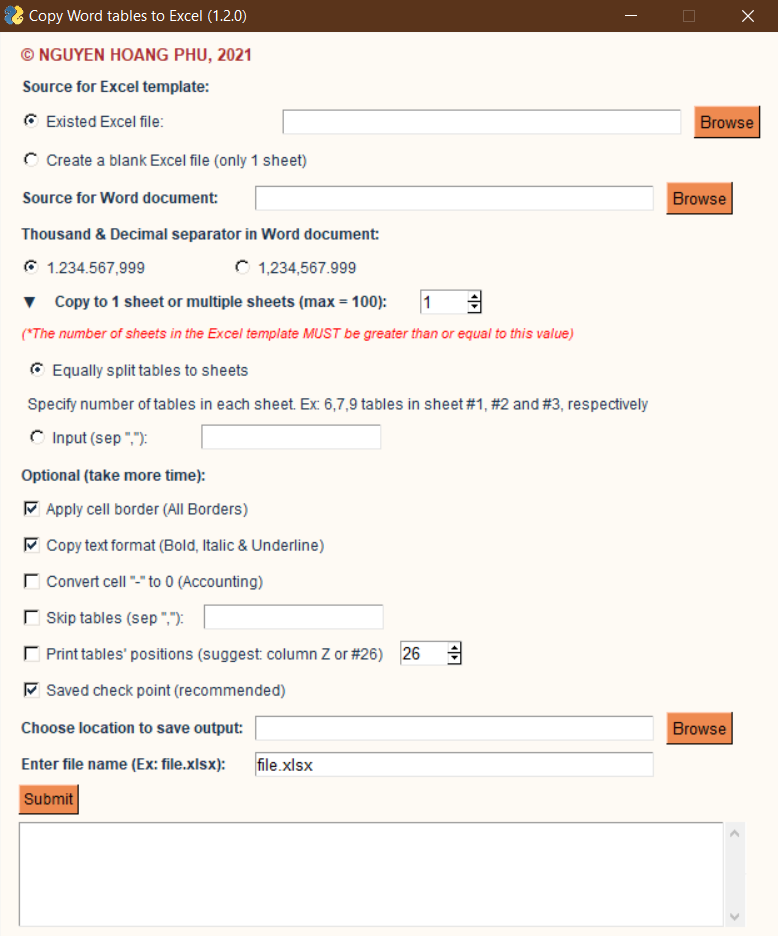 Copy Word tables to Excel (1.2.0)
© NGUYEN HOANG PHU, 2021
Source for Excel template:
Existed Excel file: Browse
Create a blank Excel file (only 1 sheet)
Source for Word document: Browse
Thousand & Decimal separator in Word document:
1.234.567,999 1,234,567.999
▼ Copy to 1 sheet or multiple sheets (max = 100): 1
(*The number of sheets in the Excel template MUST be greater than or equal to this value)
Equally split tables to sheets
Specify number of tables in each sheet. Ex: 6,7,9 tables in sheet #1, #2 and #3, respectively
Input (sep ","):
Optional (take more time):
Apply cell border (All Borders)
Copy text format (Bold, Italic & Underline)
Convert cell "-" to 0 (Accounting)
Skip tables (sep ","):
Print tables' positions (suggest: column Z or #26) 26
Saved check point (recommended)
Choose location to save output: Browse
Enter file name (Ex: file.xlsx): file.xlsx
Submit